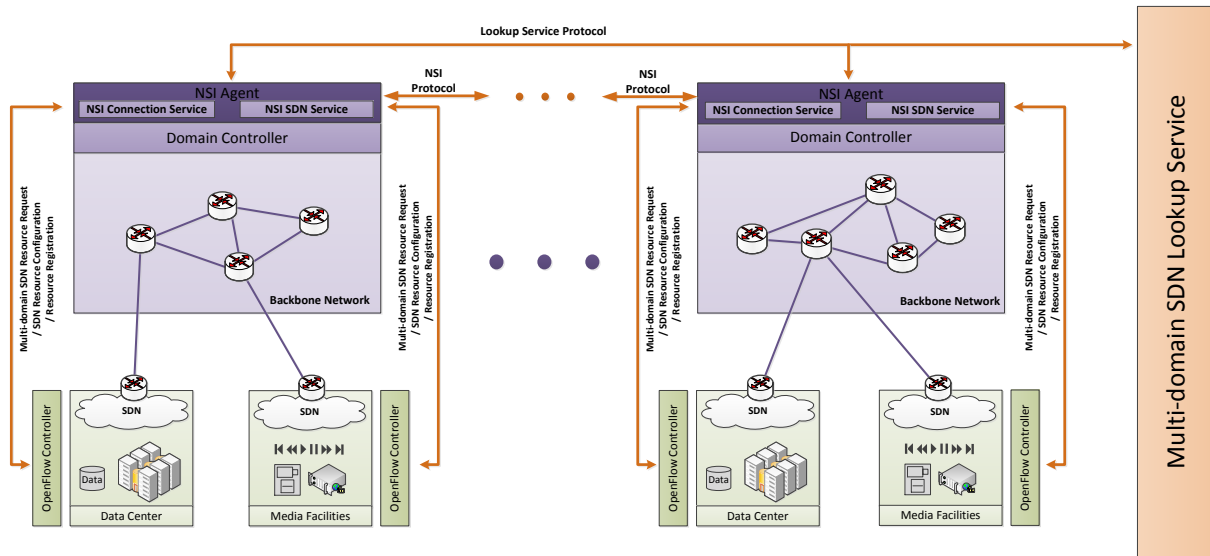 Lookup Service Protocol
NSI Agent
NSI Connection Service
NSI SDN Service
Domain Controller
Backbone Network
NSI
Protocol
NSI
Protocol
NSI Agent
NSI Connection Service
NSI SDN Service
Domain Controller
Backbone Network
Multi-domain SDN Resource Request
/ SDN Resource Configuration
/ Resource Registration
Multi-domain SDN Resource Request
/ SDN Resource Configuration
/ Resource Registration
Multi-domain SDN Resource Request
/ SDN Resource Configuration
/ Resource Registration
Multi-domain SDN Resource Request
/ SDN Resource Configuration
/ Resource Registration
OpenFlow Controller
SDN
Data
Data Center
SDN
Media Facilities
OpenFlow Controller
OpenFlow Controller
SDN
Data
Data Center
SDN
Media Facilities
OpenFlow Controller
Multi-domain SDN Lookup Service